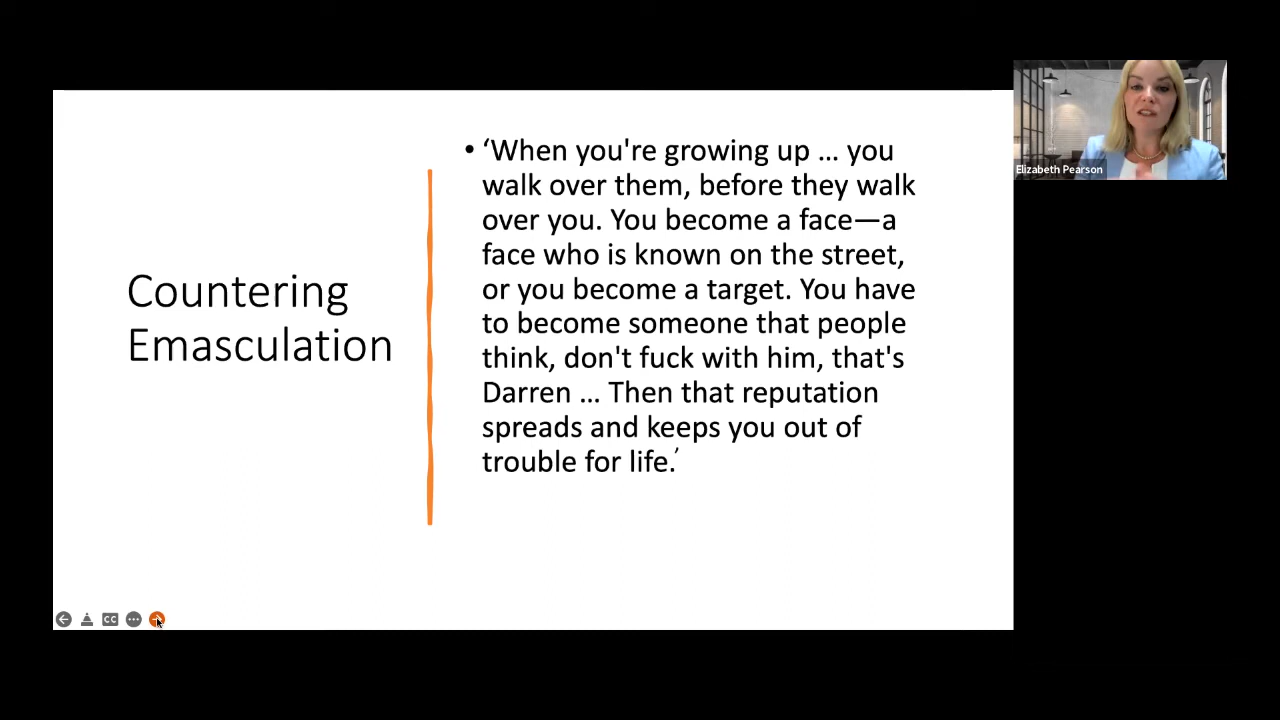 Countering
Emasculation
• ‘When you're growing up … you
walk over them, before they walk
over you. You become a face—a
face who is known on the street,
or you become a target. You have
to become someone that people
think, don't fuck with him, that's
Darren … Then that reputation
spreads and keeps you out of
trouble for life.’
Elizabeth Pearson
CC